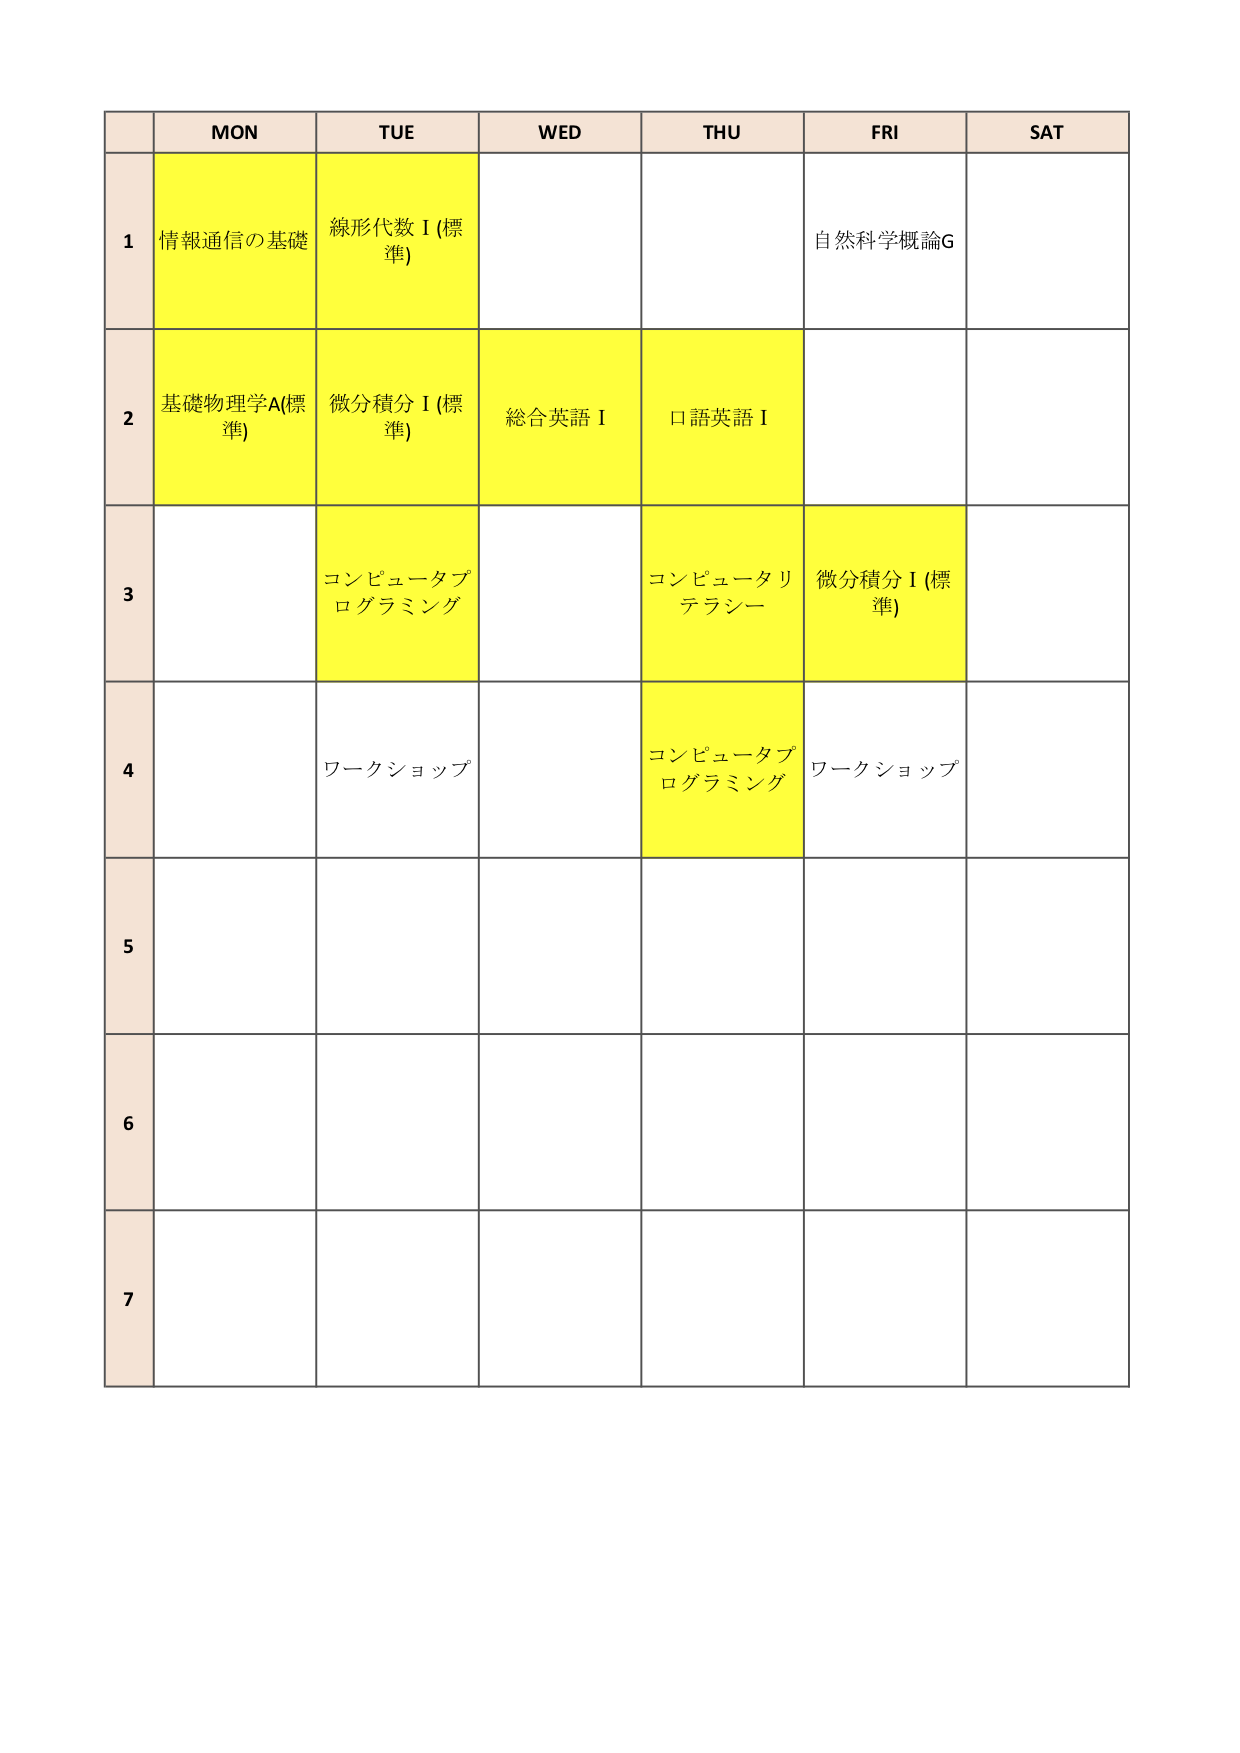 MON TUE WED THU FRI SAT
1
情報通信の基礎
線形代数Ⅰ(標
準)
自然科学概論G
2
基礎物理学A(標
準)
微分積分Ⅰ(標
準)
総合英語Ⅰ
口語英語Ⅰ
3
コンピュータプ
ログラミング
コンピュータリ
テラシー
微分積分Ⅰ(標
準)
4
ワークショップ
コンピュータプ
ログラミング
ワークショップ
5
6
7